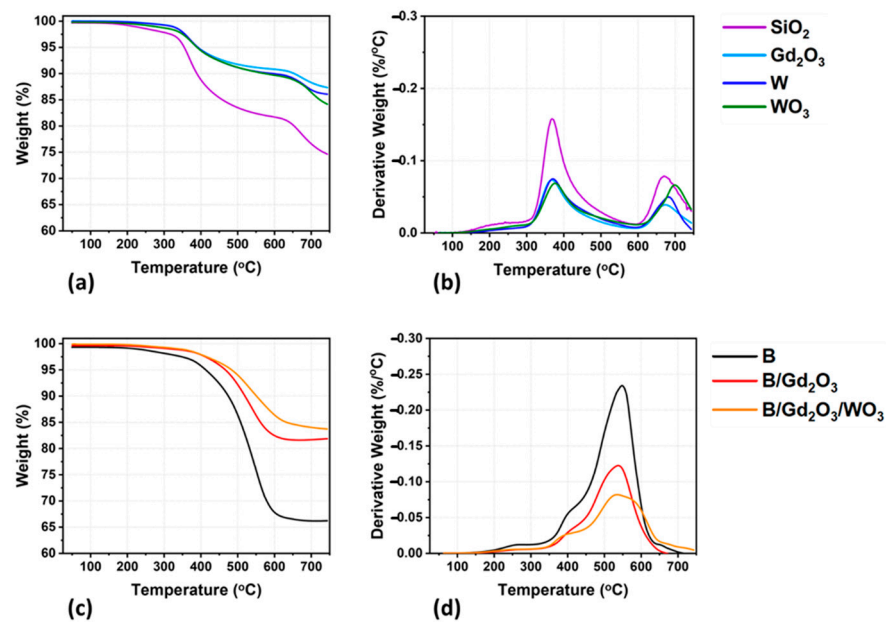 100
95
90
85
80
75
70
65
60
Weight (%)
100 200 300 400 500 600 700
Temperature (°C)
(a)
–0.3
–0.2
–0.1
0.0
Derivative Weight (%/°C)
100 200 300 400 500 600 700
Temperature (°C)
(b)
SiO₂
Gd₂O₃
W
WO₃
100
95
90
85
80
75
70
65
60
Weight (%)
100 200 300 400 500 600 700
Temperature (°C)
(c)
–0.30
–0.25
–0.20
–0.15
–0.10
–0.05
0.00
Derivative Weight (%/°C)
100 200 300 400 500 600 700
Temperature (°C)
(d)
B
B/Gd₂O₃
B/Gd₂O₃/WO₃